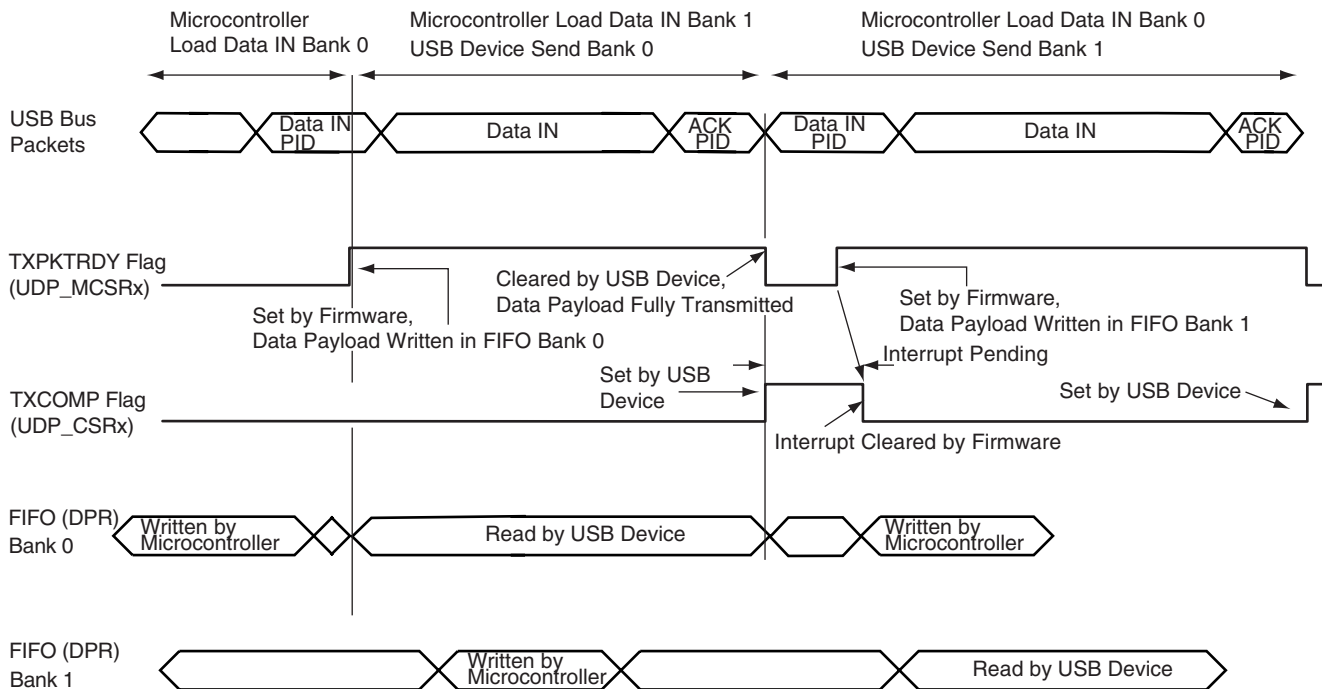 Microcontroller
Load Data IN Bank 0
Microcontroller Load Data IN Bank 1
USB Device Send Bank 0
Microcontroller Load Data IN Bank 0
USB Device Send Bank 1
USB Bus
Packets
Data IN
PID
Data IN
ACK
PID
Data IN
PID
Data IN
ACK
PID
TXPKTRDY Flag
(UDP_MCSRx)
Set by Firmware,
Data Payload Written in FIFO Bank 0
Cleared by USB Device,
Data Payload Fully Transmitted
Set by Firmware,
Data Payload Written in FIFO Bank 1
Interrupt Pending
TXCOMP Flag
(UDP_CSRx)
Set by USB
Device
Set by USB Device
Interrupt Cleared by Firmware
FIFO (DPR)
Bank 0
Written by
Microcontroller
Read by USB Device
Written by
Microcontroller
FIFO (DPR)
Bank 1
Written by
Microcontroller
Read by USB Device